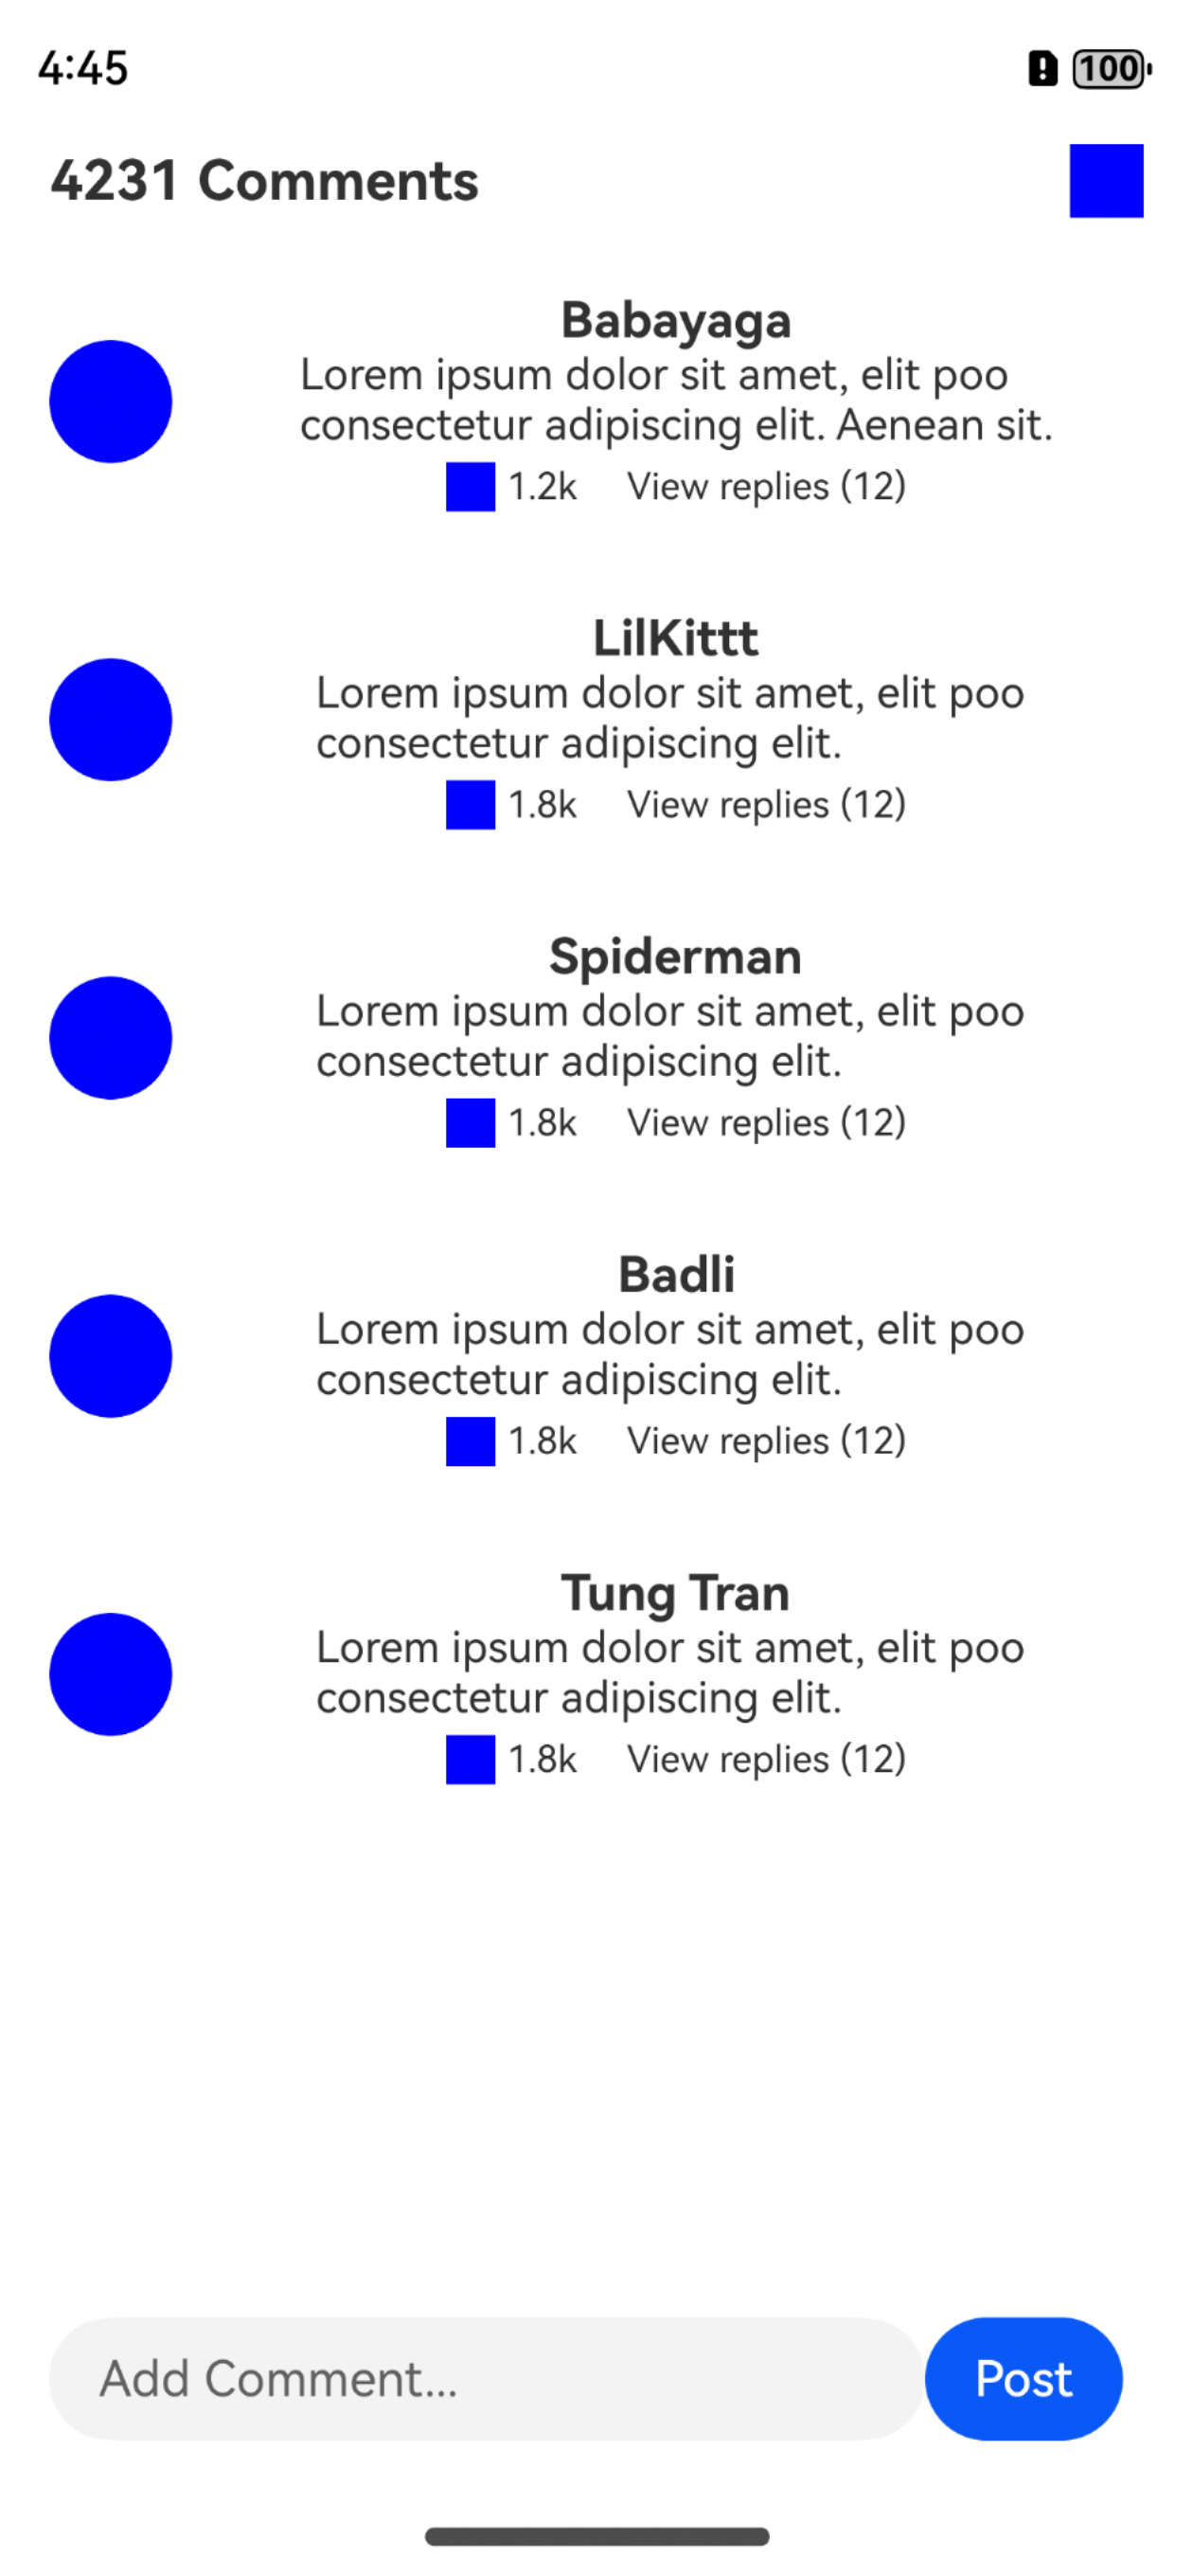 4:45
100
4231 Comments
Babayaga
Lorem ipsum dolor sit amet, elit poo
consectetur adipiscing elit. Aenean sit.
1.2k View replies (12)
LilKittt
Lorem ipsum dolor sit amet, elit poo
consectetur adipiscing elit.
1.8k View replies (12)
Spiderman
Lorem ipsum dolor sit amet, elit poo
consectetur adipiscing elit.
1.8k View replies (12)
Badli
Lorem ipsum dolor sit amet, elit poo
consectetur adipiscing elit.
1.8k View replies (12)
Tung Tran
Lorem ipsum dolor sit amet, elit poo
consectetur adipiscing elit.
1.8k View replies (12)
Add Comment...
Post